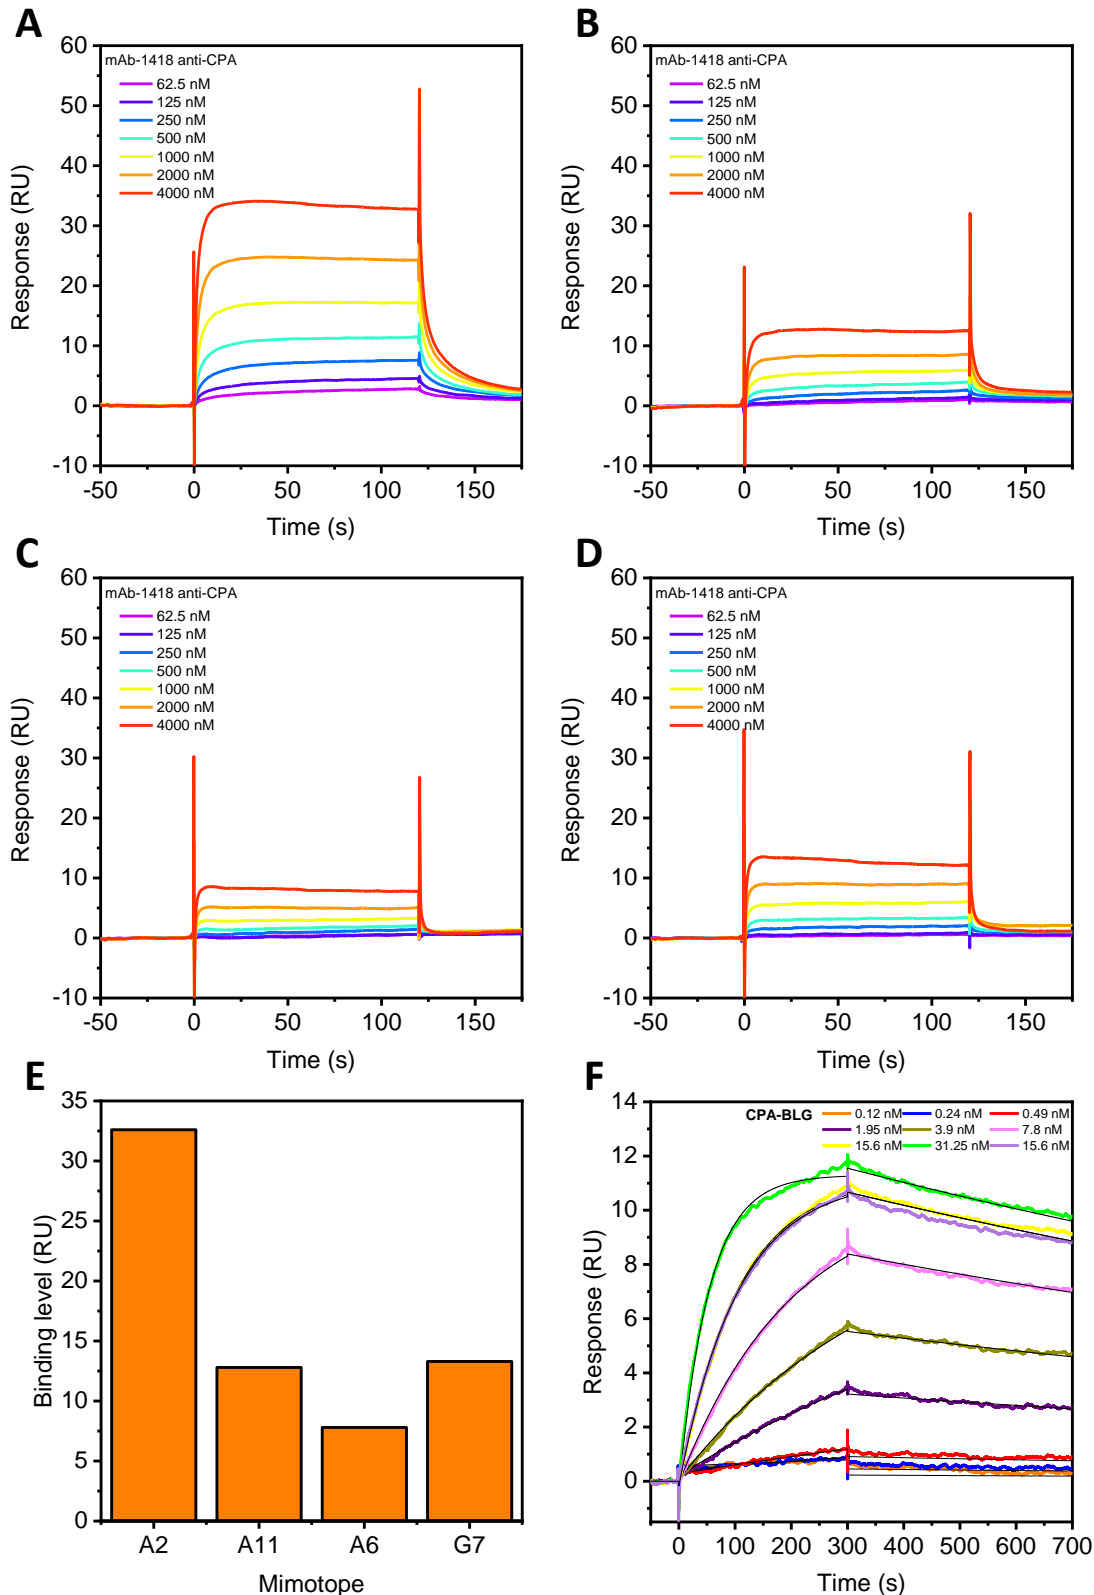 A
60
50
40
30
20
10
0
-10
Response (RU)
mAb-1418 anti-CPA
62.5 nM
125 nM
250 nM
500 nM
1000 nM
2000 nM
4000 nM
-50 0 50 100 150
Time (s)
B
60
50
40
30
20
10
0
-10
Response (RU)
mAb-1418 anti-CPA
62.5 nM
125 nM
250 nM
500 nM
1000 nM
2000 nM
4000 nM
-50 0 50 100 150
Time (s)
C
60
50
40
30
20
10
0
-10
Response (RU)
mAb-1418 anti-CPA
62.5 nM
125 nM
250 nM
500 nM
1000 nM
2000 nM
4000 nM
-50 0 50 100 150
Time (s)
D
60
50
40
30
20
10
0
-10
Response (RU)
mAb-1418 anti-CPA
62.5 nM
125 nM
250 nM
500 nM
1000 nM
2000 nM
4000 nM
-50 0 50 100 150
Time (s)
E
35
30
25
20
15
10
5
0
Binding level (RU)
A2 A11 A6 G7
Mimotope
F
14
12
10
8
6
4
2
0
Response (RU)
CPA-BLG 0.12 nM 0.24 nM 0.49 nM
1.95 nM 3.9 nM 7.8 nM
15.6 nM 31.25 nM 15.6 nM
0 100 200 300 400 500 600 700
Time (s)